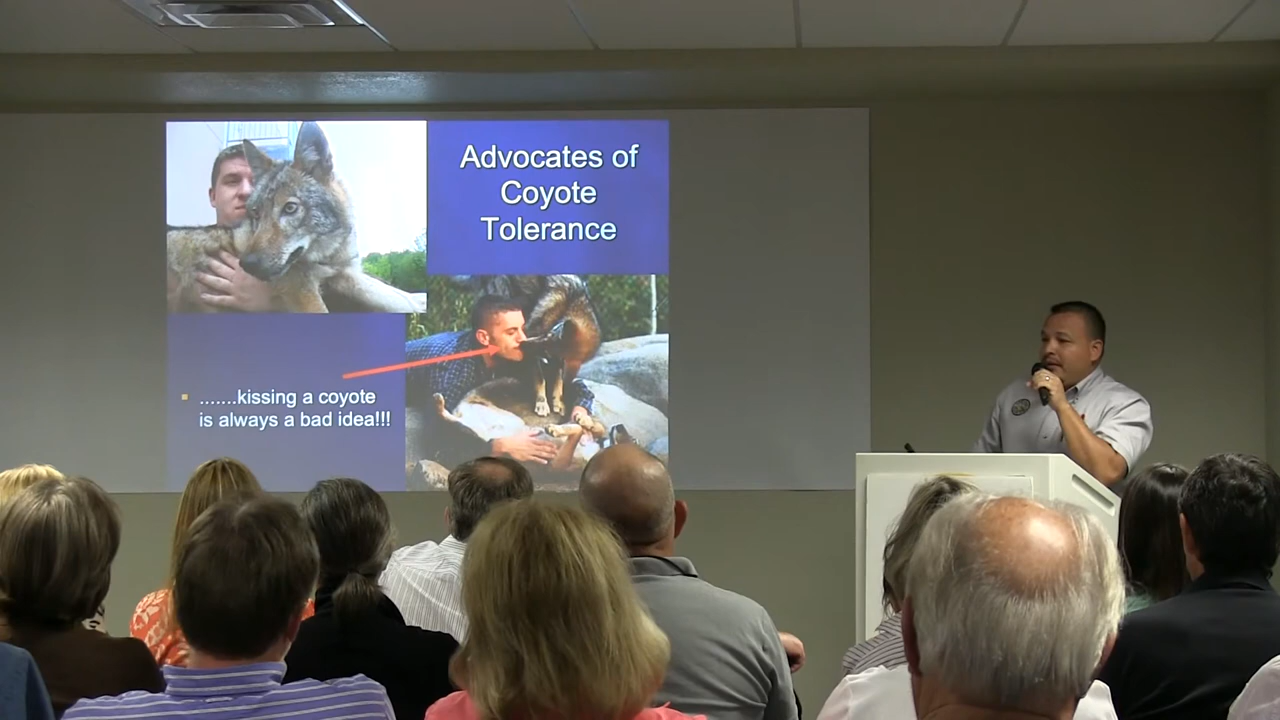 Advocates of
Coyote
Tolerance
.......kissing a coyote
is always a bad idea!!!